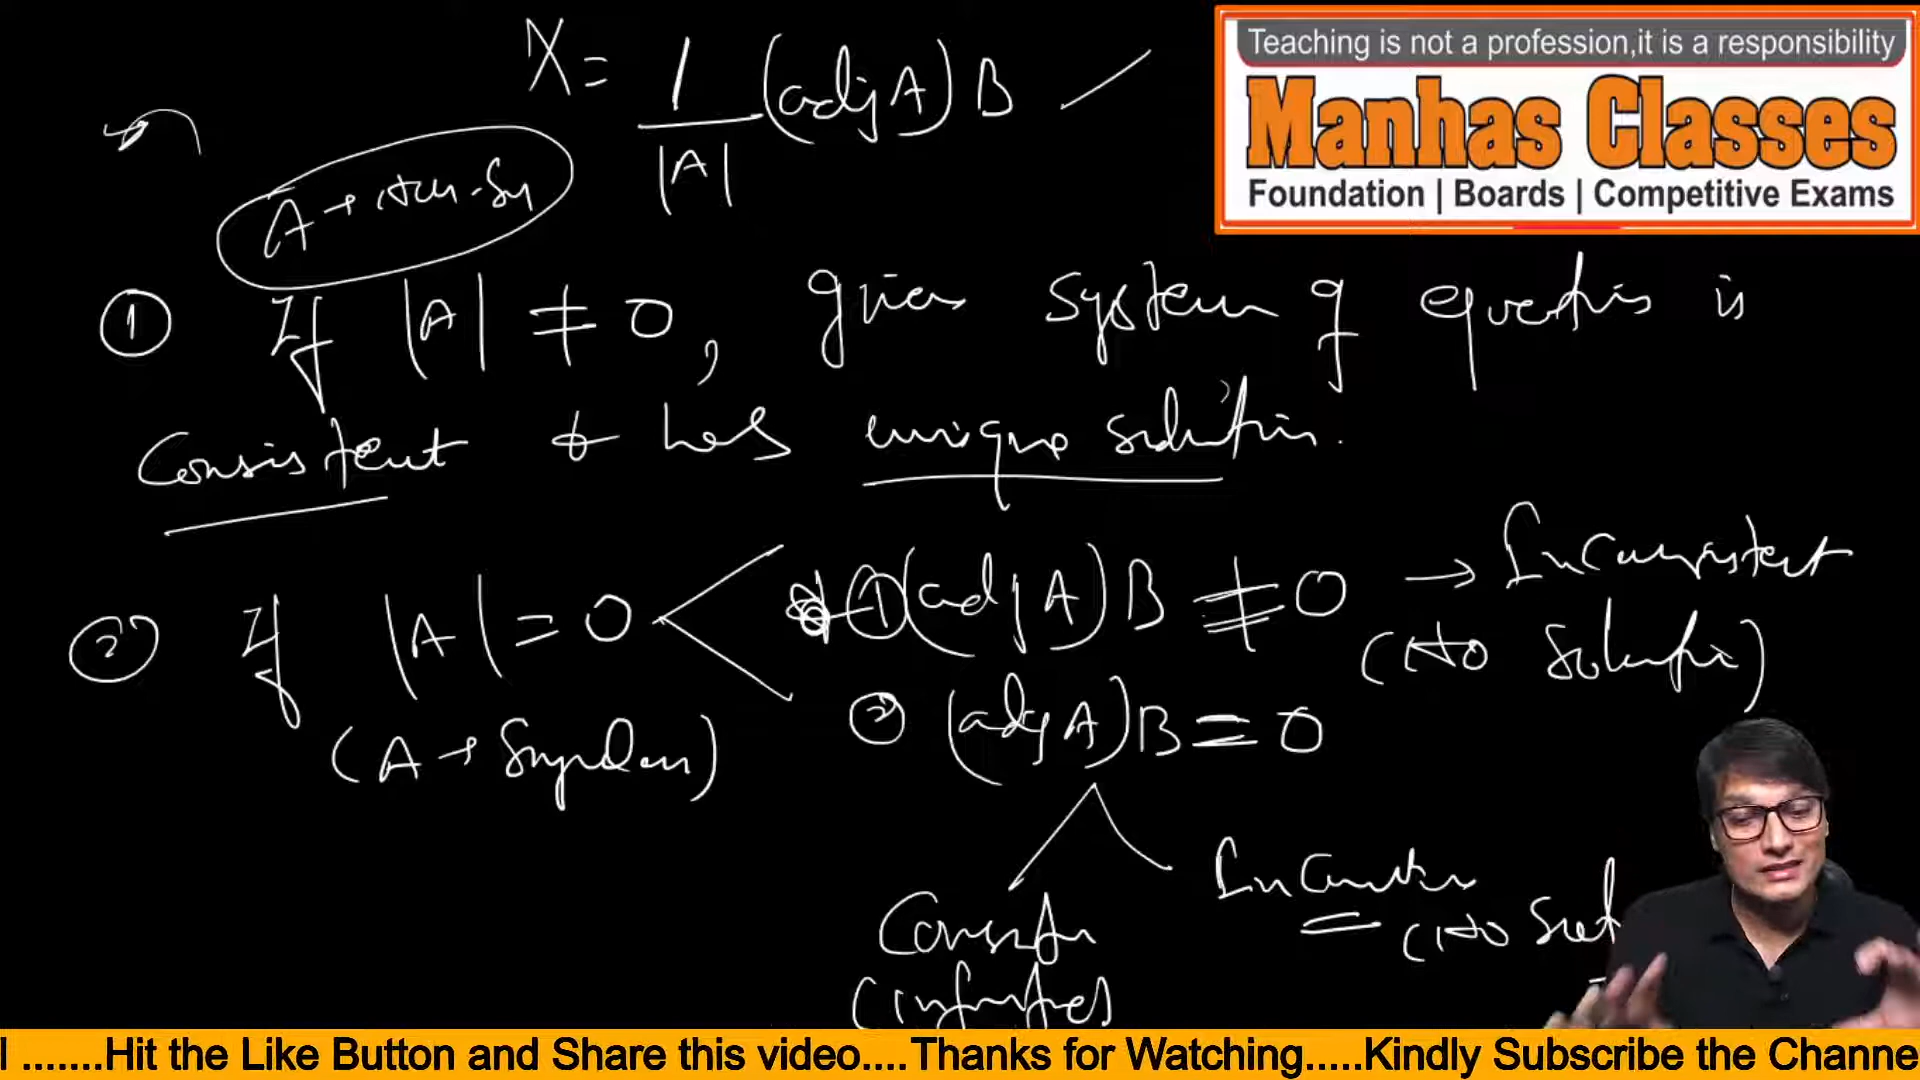 X = 1/|A| (adj A) B
Teaching is not a profession,it is a responsibility
Manhas Classes
Foundation | Boards | Competitive Exams
A →
① If |A| ≠ 0, given system of equations is
Consistent & has unique solution.
② If |A| = 0
(A → Singular)
① (adj A) B ≠ 0 → Inconsistent
(No Solution)
② (adj A) B = 0
Consistent
(infinite)
Inconsistent
(No Sol
l .......Hit the Like Button and Share this video....Thanks for Watching.....Kindly Subscribe the Channe